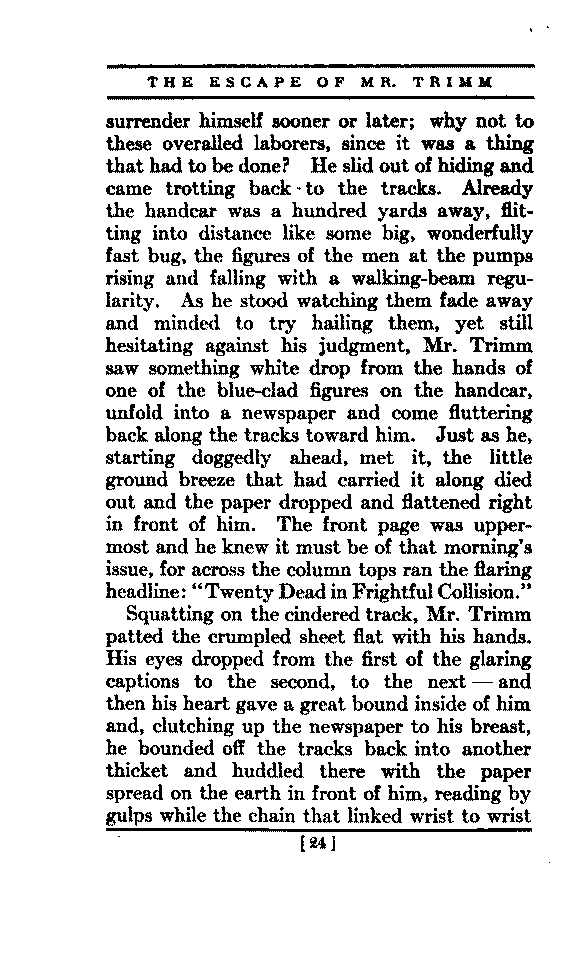 THE ESCAPE OF MR. TRIMM
surrender himself sooner or later; why not to
these overalled laborers, since it was a thing
that had to be done? He slid out of hiding and
came trotting back to the tracks. Already
the handcar was a hundred yards away, flit-
ting into distance like some big, wonderfully
fast bug, the figures of the men at the pumps
rising and falling with a walking-beam regu-
larity. As he stood watching them fade away
and minded to try hailing them, yet still
hesitating against his judgment, Mr. Trimm
saw something white drop from the hands of
one of the blue-clad figures on the handcar,
unfold into a newspaper and come fluttering
back along the tracks toward him. Just as he,
starting doggedly ahead, met it, the little
ground breeze that had carried it along died
out and the paper dropped and flattened right
in front of him. The front page was upper-
most and he knew it must be of that morning's
issue, for across the column tops ran the flaring
headline: "Twenty Dead in Frightful Collision."
Squatting on the cindered track, Mr. Trimm
patted the crumpled sheet flat with his hands.
His eyes dropped from the first of the glaring
captions to the second, to the next — and
then his heart gave a great bound inside of him
and, clutching up the newspaper to his breast,
he bounded off the tracks back into another
thicket and huddled there with the paper
spread on the earth in front of him, reading by
gulps while the chain that linked wrist to wrist
[24]